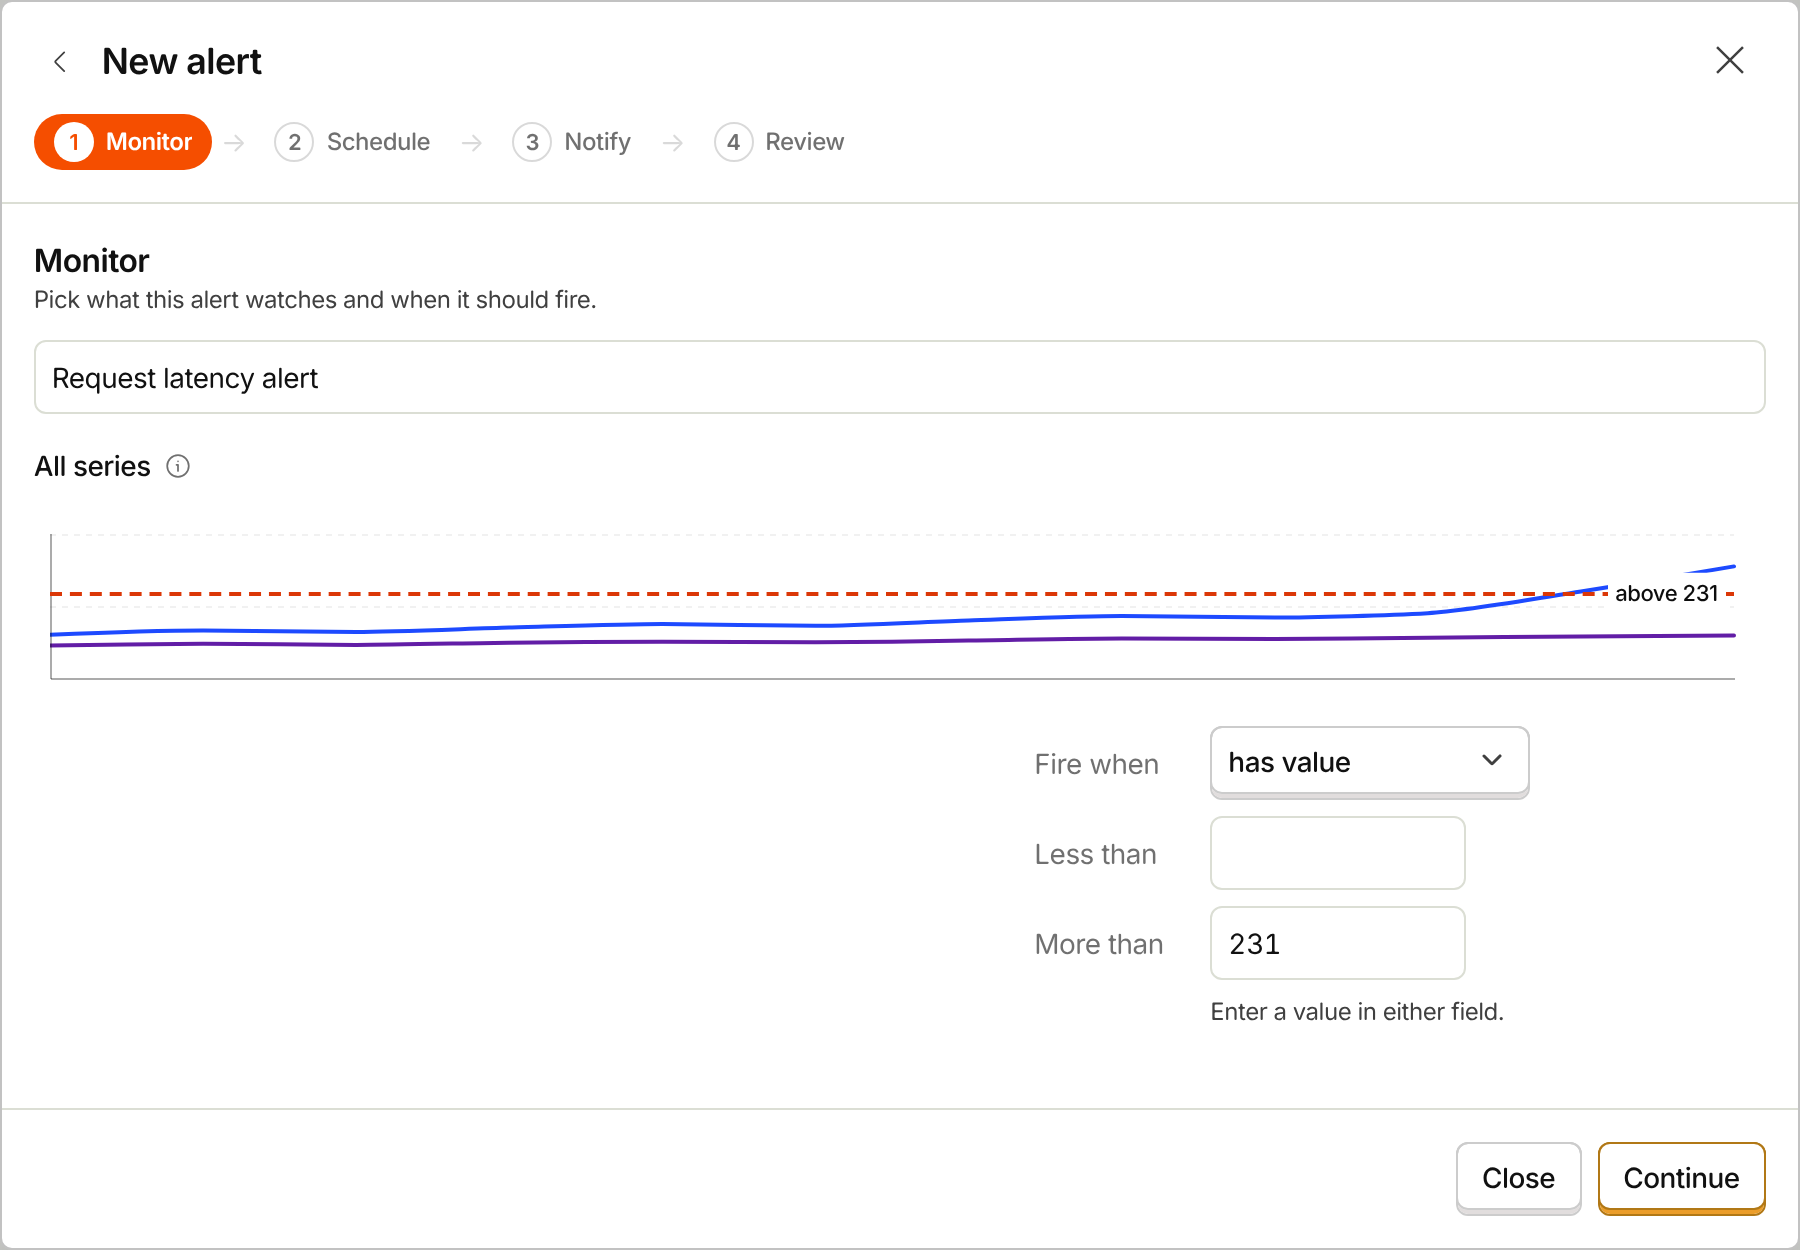 New alert
1 Monitor → 2 Schedule → 3 Notify → 4 Review
Monitor
Pick what this alert watches and when it should fire.
Request latency alert
All series
above 231
Fire when has value
Less than
More than 231
Enter a value in either field.
Close Continue